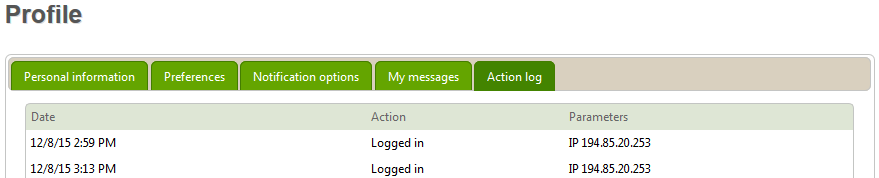 Profile
Personal information Preferences Notification options My messages Action log
Date Action Parameters
12/8/15 2:59 PM Logged in IP 194.85.20.253
12/8/15 3:13 PM Logged in IP 194.85.20.253